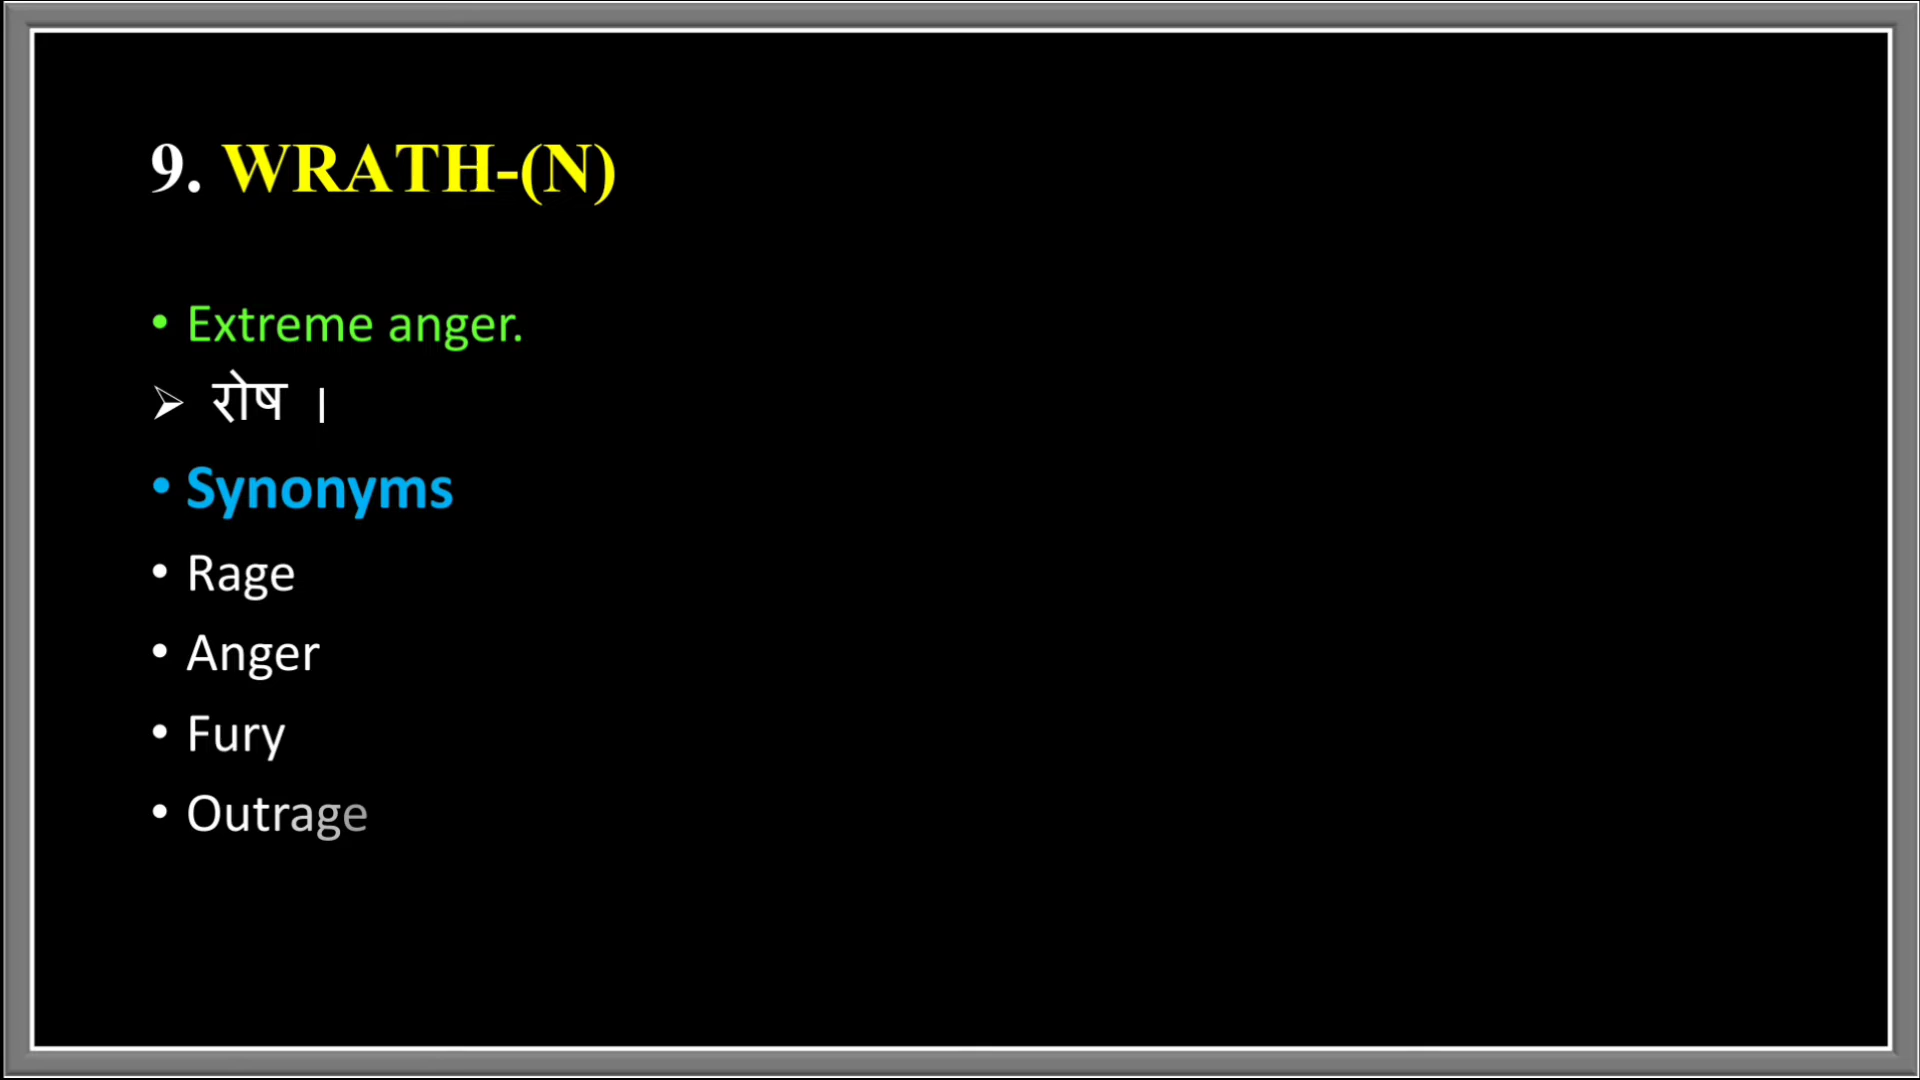 9. WRATH-(N)
• Extreme anger.
➢ रोष ।
• Synonyms
• Rage
• Anger
• Fury
• Outrage